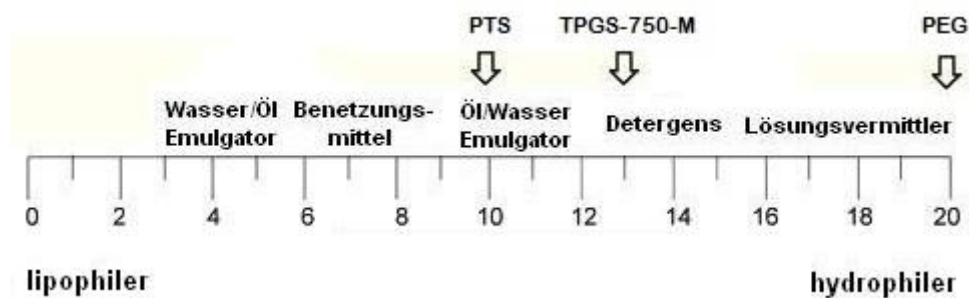 PTS TPGS-750-M PEG
Wasser/Öl Benetzungs- Öl/Wasser
Emulgator mittel Emulgator Detergens Lösungsvermittler
0 2 4 6 8 10 12 14 16 18 20
lipophiler hydrophiler